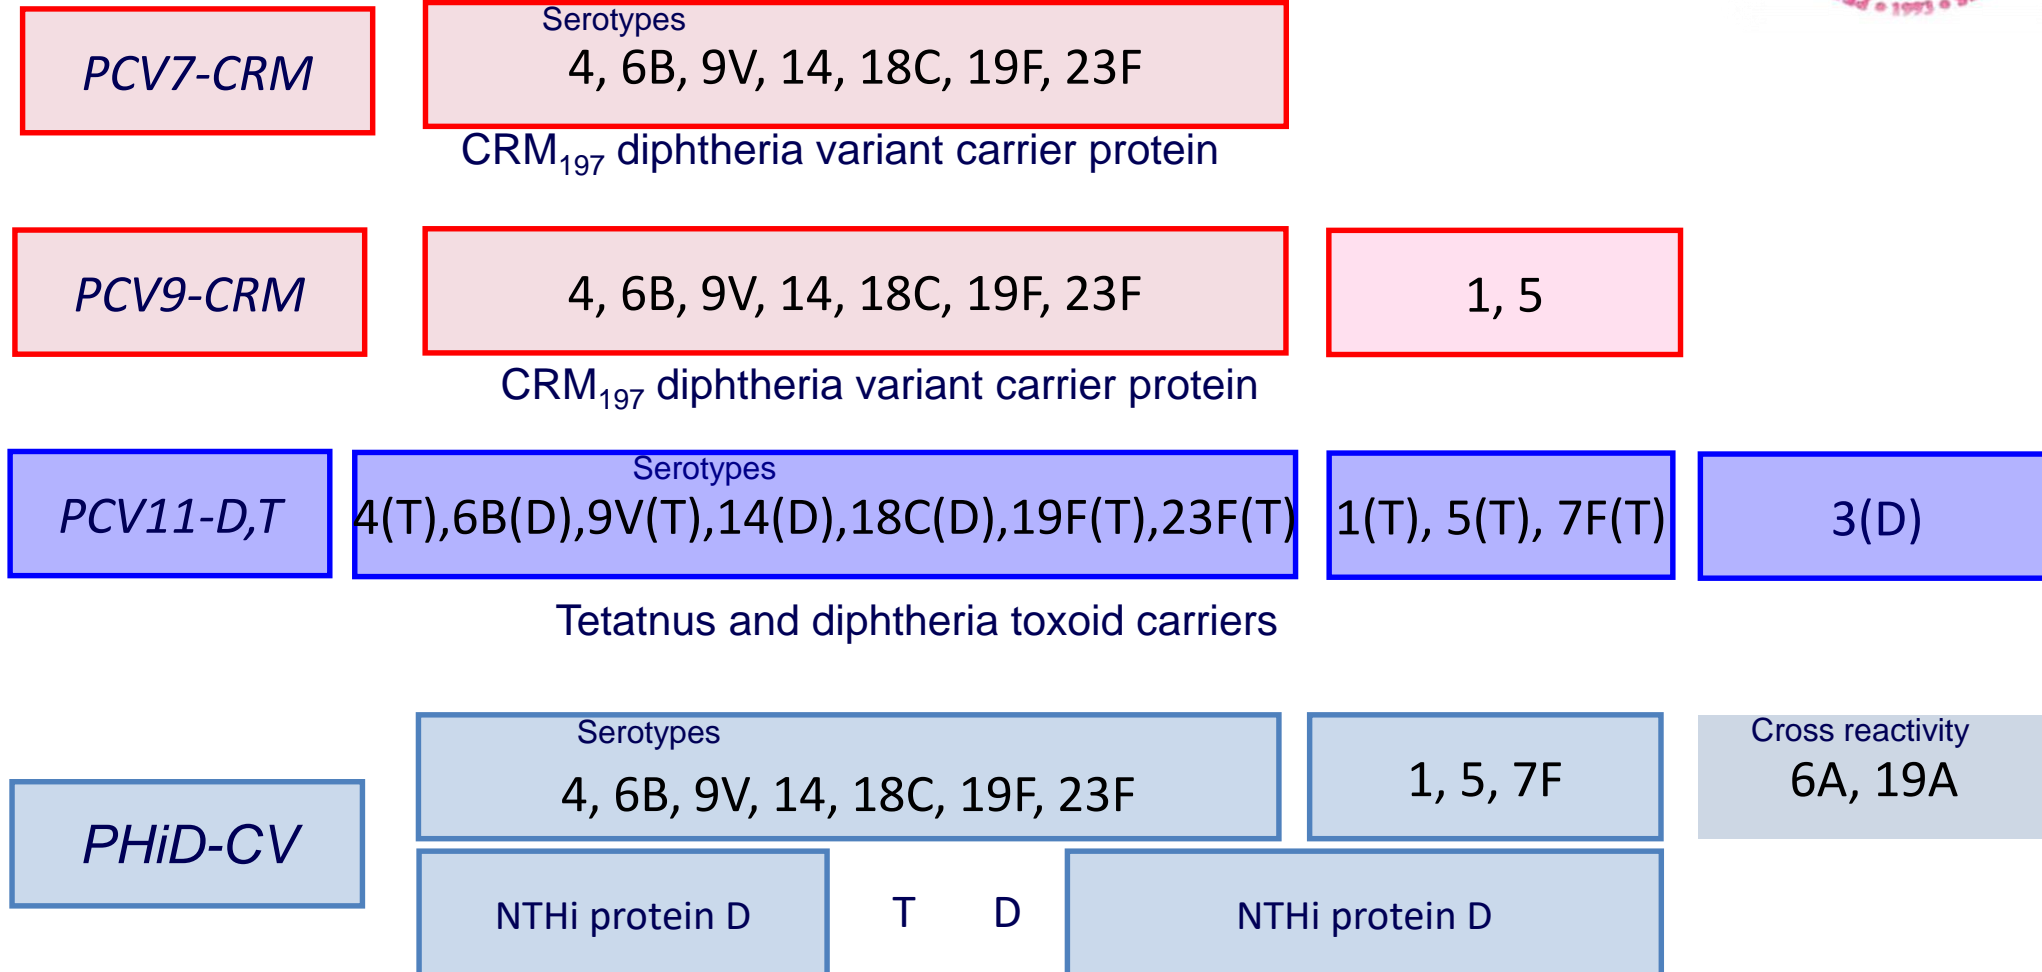 1993
PCV7-CRM
Serotypes
4, 6B, 9V, 14, 18C, 19F, 23F
CRM197 diphtheria variant carrier protein
PCV9-CRM
4, 6B, 9V, 14, 18C, 19F, 23F
1, 5
CRM197 diphtheria variant carrier protein
PCV11-D,T
Serotypes
4(T),6B(D),9V(T),14(D),18C(D),19F(T),23F(T)
1(T), 5(T), 7F(T)
3(D)
Tetatnus and diphtheria toxoid carriers
PHiD-CV
Serotypes
4, 6B, 9V, 14, 18C, 19F, 23F
1, 5, 7F
Cross reactivity
6A, 19A
NTHi protein D
T
D
NTHi protein D